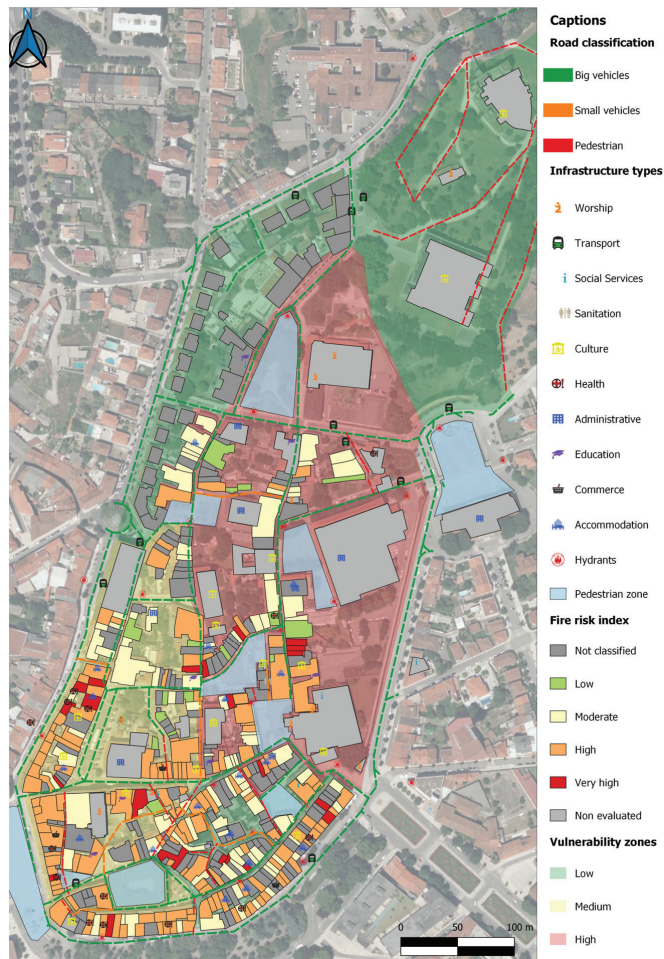 N
Captions
Road classification
Big vehicles
Small vehicles
Pedestrian
Infrastructure types
Worship
Transport
Social Services
Sanitation
Culture
Health
Administrative
Education
Commerce
Accommodation
Hydrants
Pedestrian zone
Fire risk index
Not classified
Low
Moderate
High
Very high
Non evaluated
Vulnerability zones
Low
Medium
High
0 50 100 m